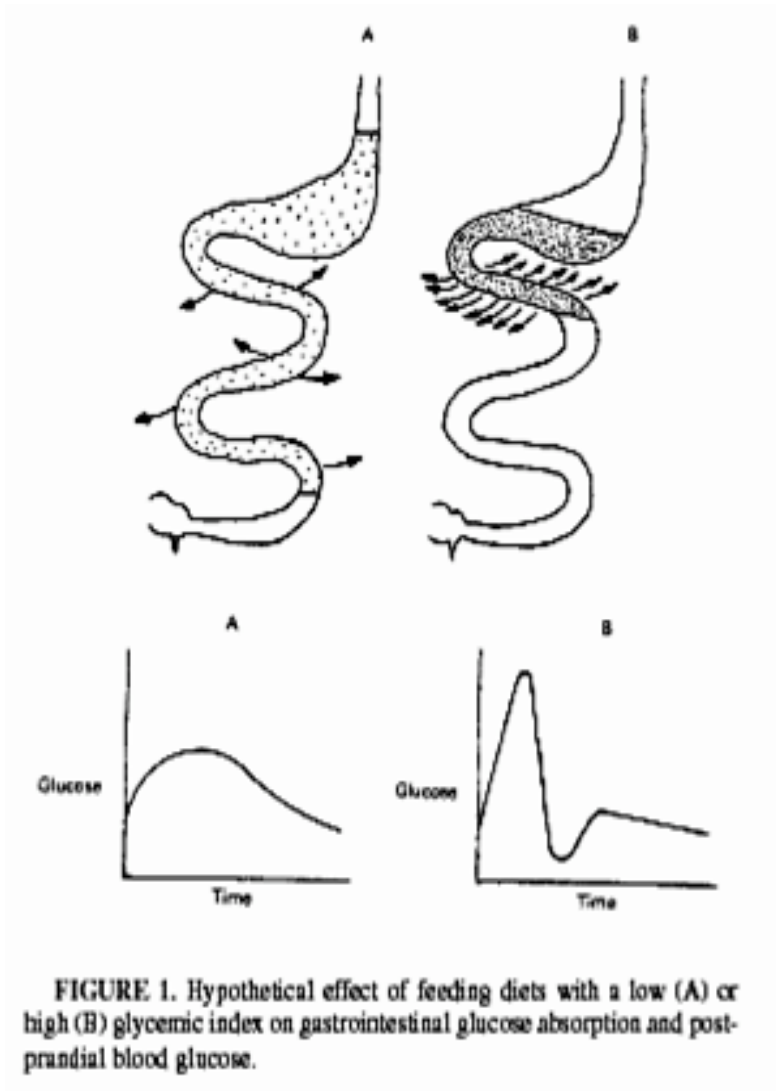 A
B
A
B
Glucose
Time
Glucose
Time
FIGURE 1. Hypothetical effect of feeding diets with a low (A) or
high (B) glycemic index on gastrointestinal glucose absorption and post-
prandial blood glucose.